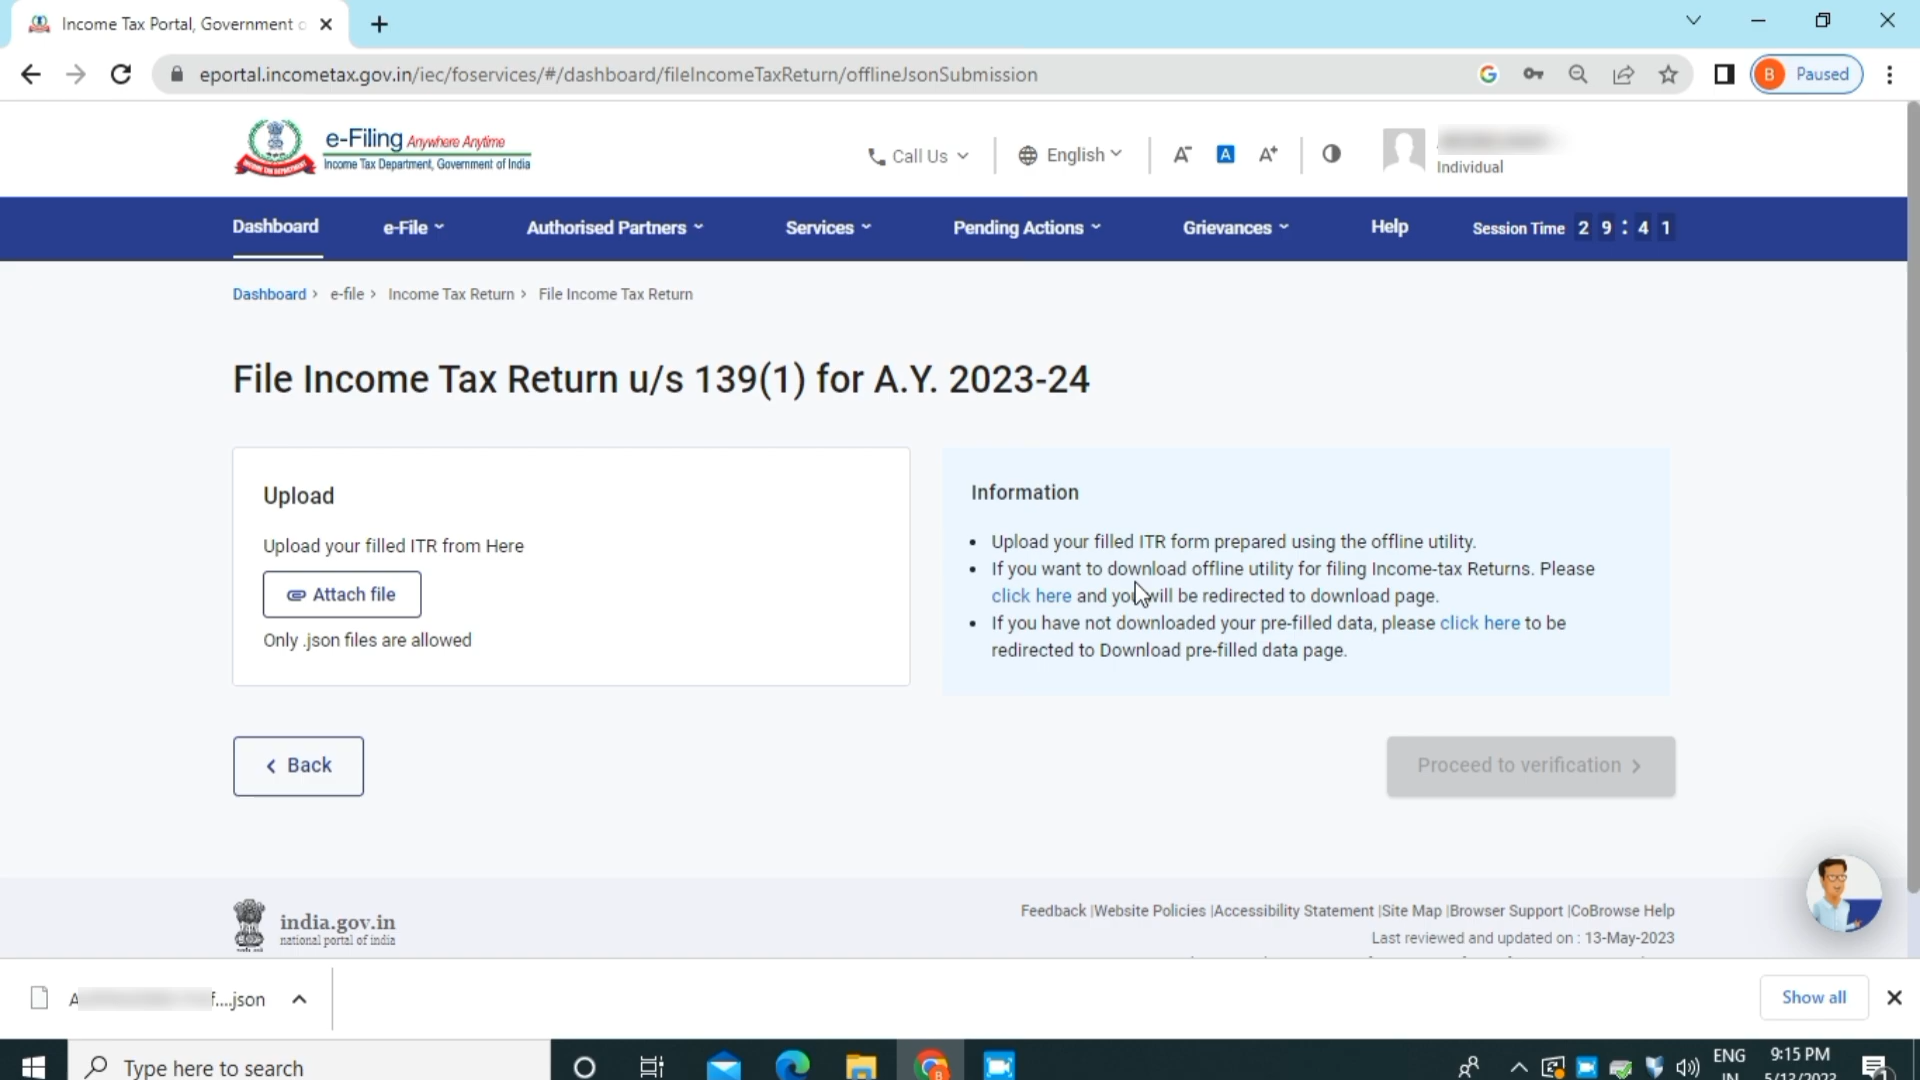 Income Tax Portal, Government o
eportal.incometax.gov.in/iec/foservices/#/dashboard/fileIncomeTaxReturn/offlineJsonSubmission
B Paused
e-Filing Anywhere Anytime
Income Tax Department, Government of India
Call Us
English
A-
A
A+
Individual
Dashboard
e-File
Authorised Partners
Services
Pending Actions
Grievances
Help
Session Time 2 9 : 4 1
Dashboard > e-file > Income Tax Return > File Income Tax Return
File Income Tax Return u/s 139(1) for A.Y. 2023-24
Upload
Upload your filled ITR from Here
Attach file
Only .json files are allowed
Information
• Upload your filled ITR form prepared using the offline utility.
• If you want to download offline utility for filing Income-tax Returns. Please
click here and you will be redirected to download page.
• If you have not downloaded your pre-filled data, please click here to be
redirected to Download pre-filled data page.
< Back
Proceed to verification >
india.gov.in
national portal of india
Feedback |Website Policies |Accessibility Statement |Site Map |Browser Support |CoBrowse Help
Last reviewed and updated on : 13-May-2023
A f....json
Show all
Type here to search
B
ENG
IN
9:15 PM
5/13/2023
1